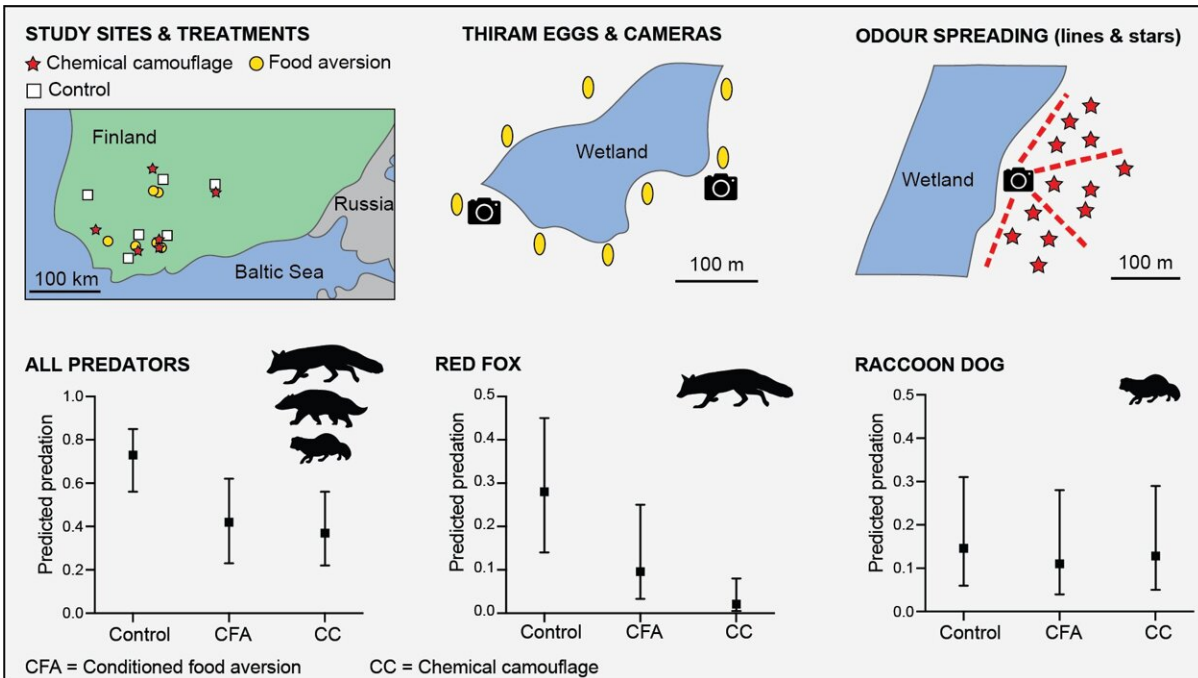 STUDY SITES & TREATMENTS
Chemical camouflage
Food aversion
Control
Finland
Russia
Baltic Sea
100 km
THIRAM EGGS & CAMERAS
Wetland
100 m
ODOUR SPREADING (lines & stars)
Wetland
100 m
ALL PREDATORS
Predicted predation
1.0
0.8
0.6
0.4
0.2
0.0
Control
CFA
CC
RED FOX
Predicted predation
0.5
0.4
0.3
0.2
0.1
0.0
Control
CFA
CC
RACCOON DOG
Predicted predation
0.5
0.4
0.3
0.2
0.1
0.0
Control
CFA
CC
CFA = Conditioned food aversion
CC = Chemical camouflage